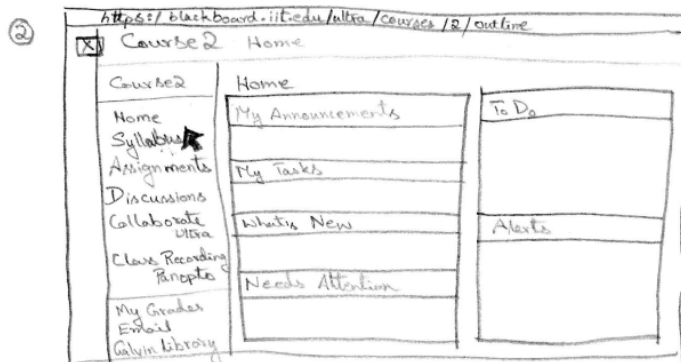 https:/ blackboard.iit.edu/ultra/courses/2/outline
2
X Course2 Home
Course2
Home
Syllabus
Assignments
Discussions
Collaborate
Ultra
Class Recording
Panopto
My Grades
Email
Galvin Library
Home
My Announcements
My Tasks
What's New
Needs Attention
To Do
Alerts